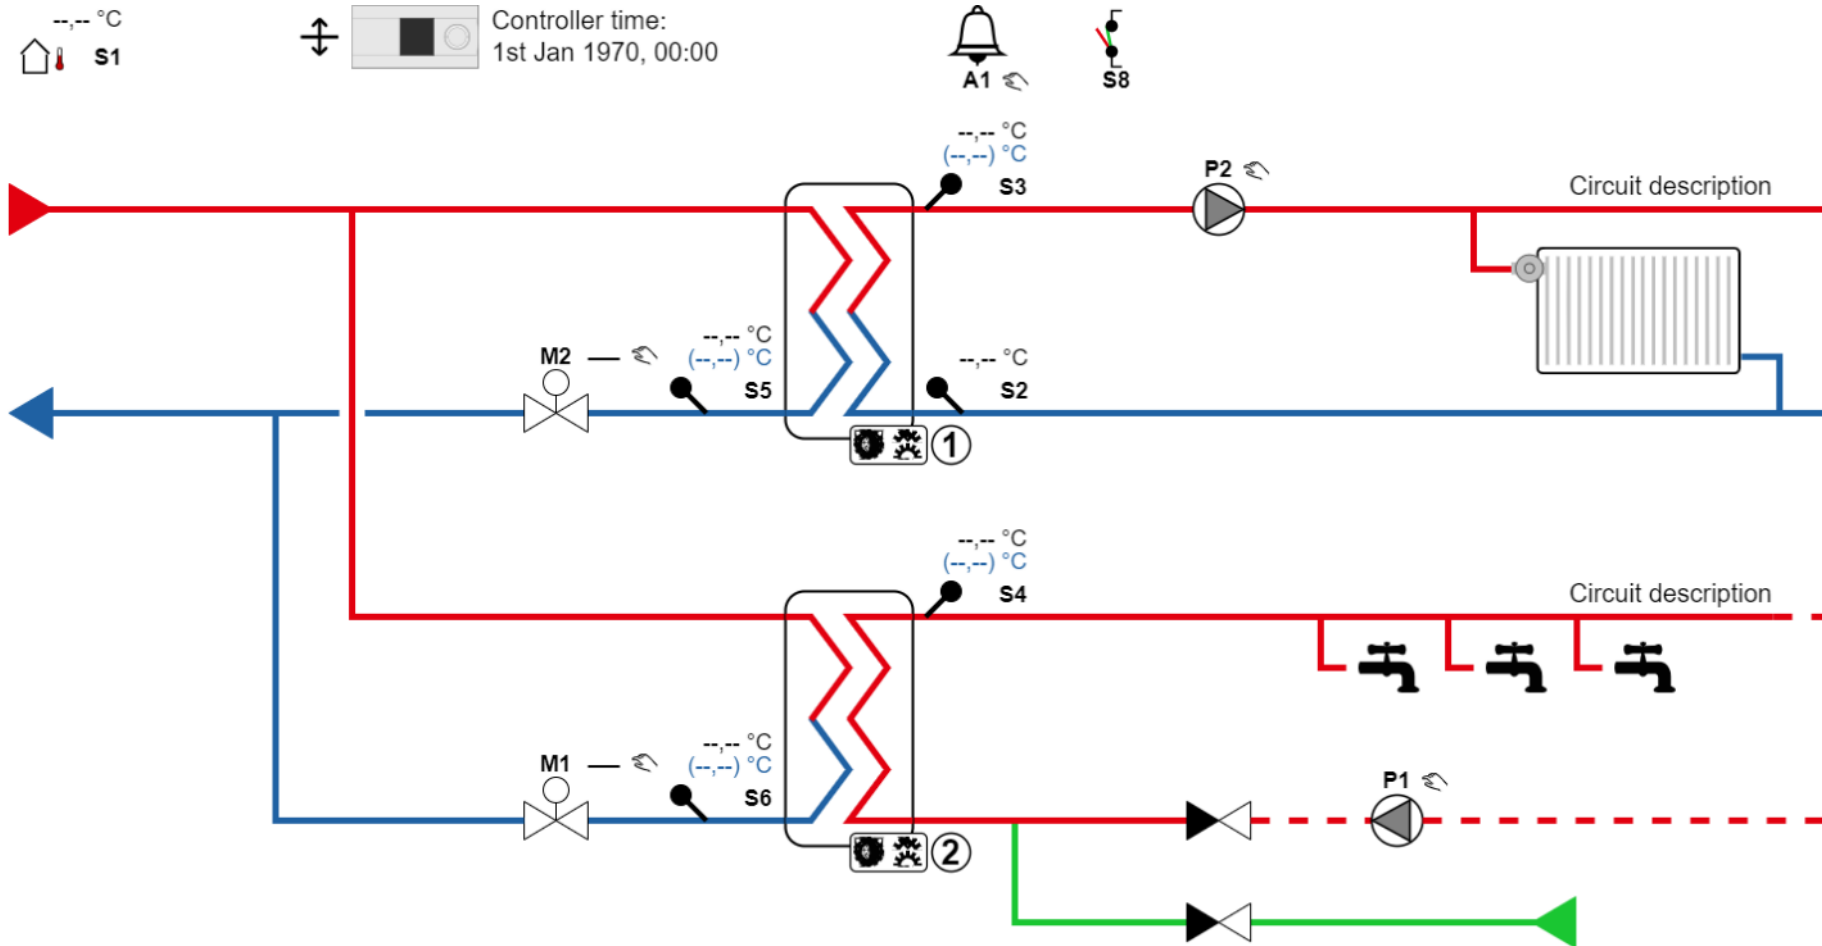 --,-- °C
S1
Controller time:
1st Jan 1970, 00:00
A1
S8
--,-- °C
(--,--) °C
S3
P2
Circuit description
M2
--,-- °C
(--,--) °C
S5
--,-- °C
S2
1
--,-- °C
(--,--) °C
S4
Circuit description
M1
--,-- °C
(--,--) °C
S6
P1
2